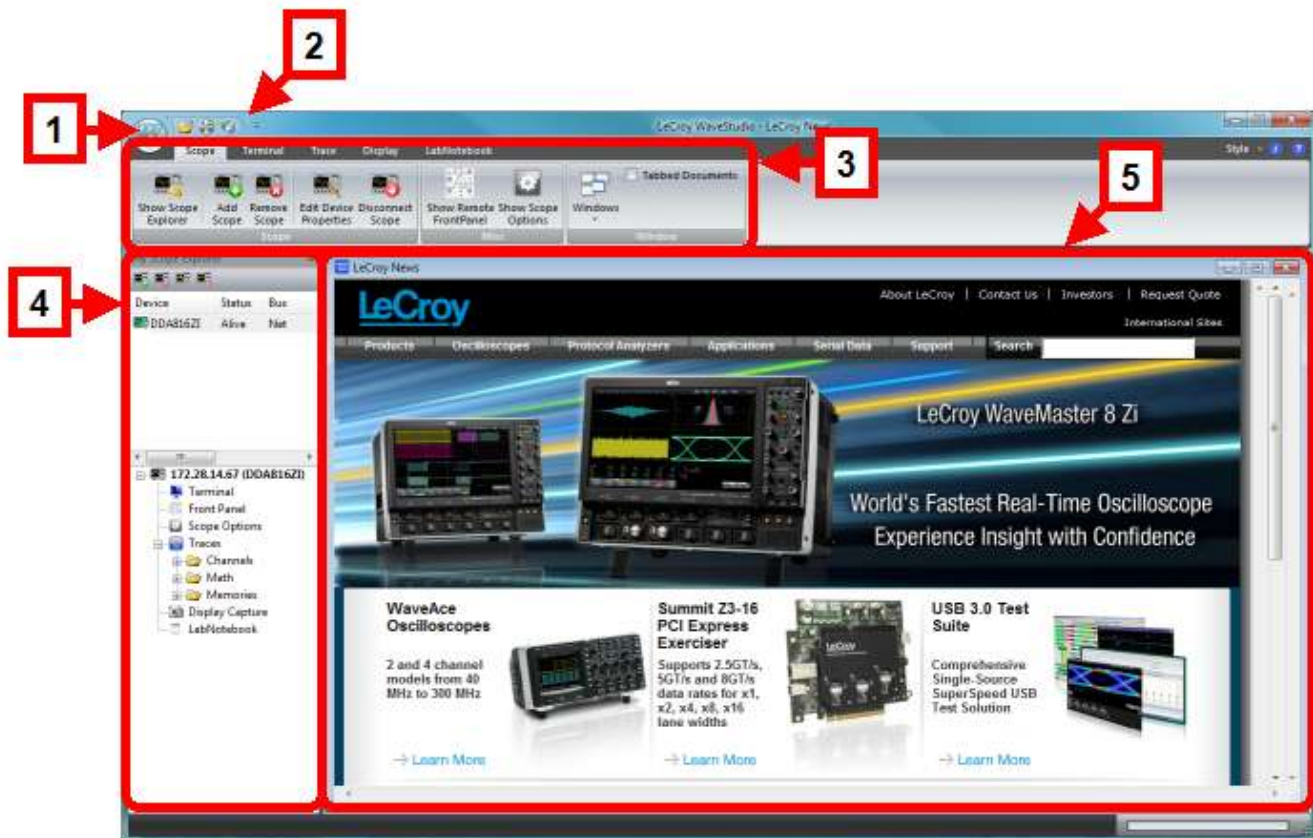 2
1
LeCroy WaveStudio - LeCroy News
Scope Terminal Trace Display LabNotebook
Style
3
5
Tabbed Documents
Show Scope Explorer
Add Scope
Remove Scope
Edit Device Properties
Disconnect Scope
Show Remote FrontPanel
Show Scope Options
Windows
Scope
Misc
Window
4
Device Status Bus
DDA816ZI Alive Net
172.28.14.67 (DDA816ZI)
Terminal
Front Panel
Scope Options
Traces
Channels
Math
Memories
Display Capture
LabNotebook
LeCroy News
LeCroy
About LeCroy | Contact Us | Investors | Request Quote
International Sites
Products Oscilloscopes Protocol Analyzers Applications Serial Data Support Search
LeCroy WaveMaster 8 Zi
World's Fastest Real-Time Oscilloscope
Experience Insight with Confidence
WaveAce
Oscilloscopes
2 and 4 channel
models from 40
MHz to 300 MHz
Learn More
Summit Z3-16
PCI Express
Exerciser
Supports 2.5GT/s,
5GT/s and 8GT/s
data rates for x1,
x2, x4, x8, x16
lane widths
Learn More
LeCroy
USB 3.0 Test
Suite
Comprehensive
Single-Source
SuperSpeed USB
Test Solution
Learn More